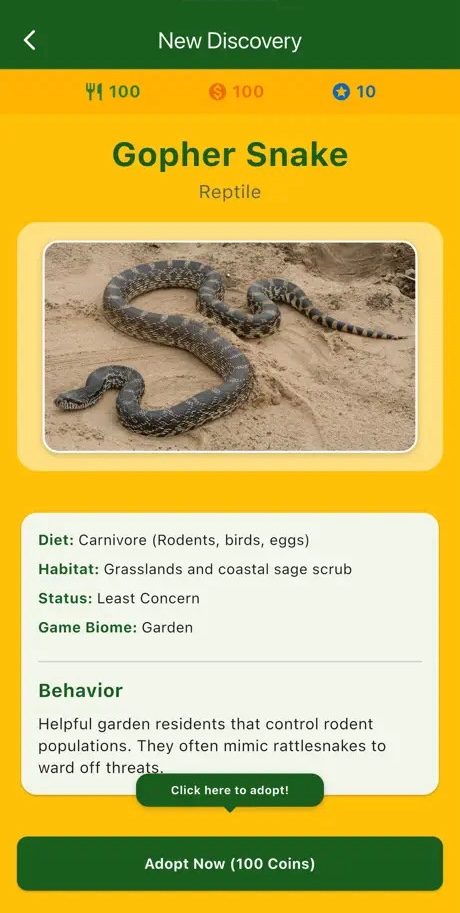 New Discovery
100 100 10
Gopher Snake
Reptile
Diet: Carnivore (Rodents, birds, eggs)
Habitat: Grasslands and coastal sage scrub
Status: Least Concern
Game Biome: Garden
Behavior
Helpful garden residents that control rodent
populations. They often mimic rattlesnakes to
ward off threats.
Click here to adopt!
Adopt Now (100 Coins)